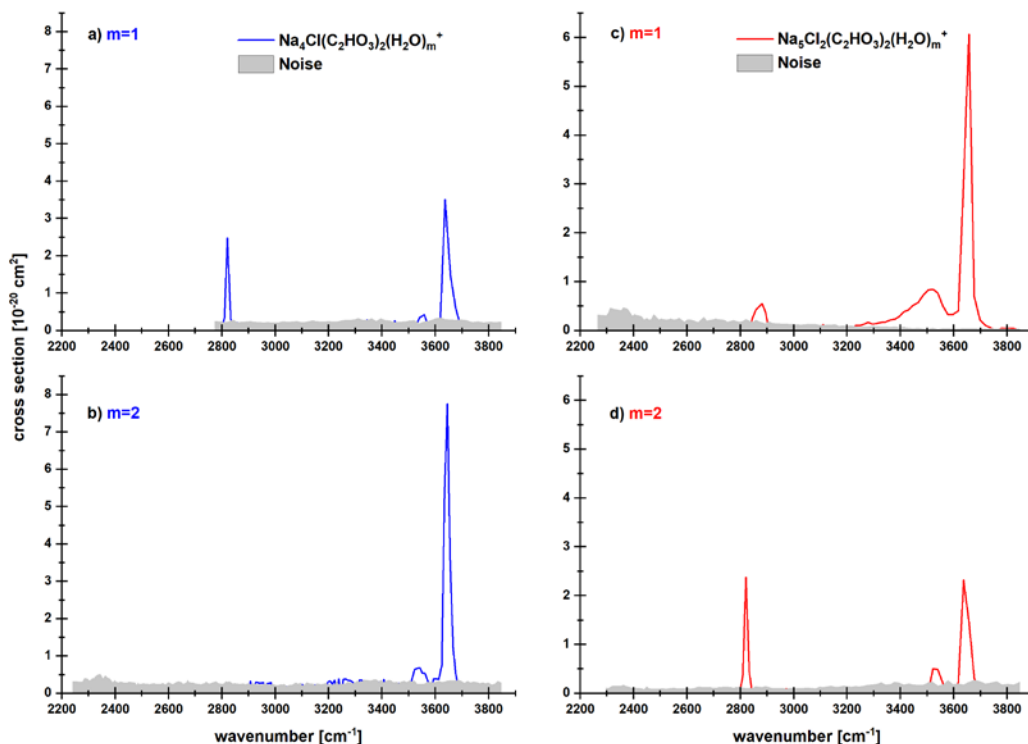 a) m=1
Na₄Cl(C₂HO₃)₂(H₂O)ₘ⁺
Noise
8
7
6
5
4
3
2
1
0
2200 2400 2600 2800 3000 3200 3400 3600 3800
c) m=1
Na₅Cl₂(C₂HO₃)₂(H₂O)ₘ⁺
Noise
6
5
4
3
2
1
0
2200 2400 2600 2800 3000 3200 3400 3600 3800
cross section [10⁻²⁰ cm²]
b) m=2
8
7
6
5
4
3
2
1
0
2200 2400 2600 2800 3000 3200 3400 3600 3800
wavenumber [cm⁻¹]
d) m=2
6
5
4
3
2
1
0
2200 2400 2600 2800 3000 3200 3400 3600 3800
wavenumber [cm⁻¹]